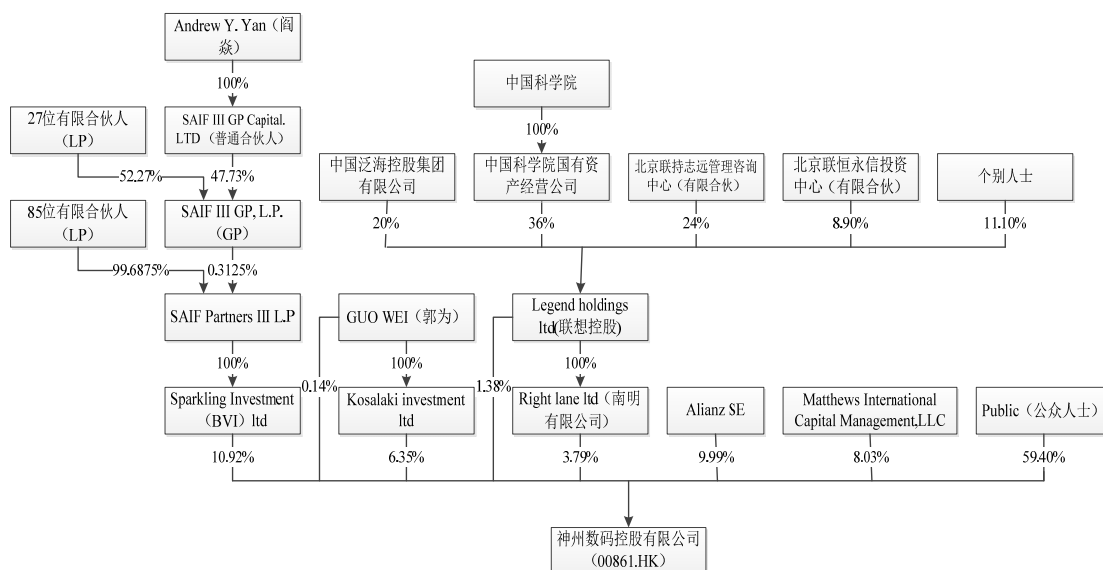 Andrew Y. Yan（阎
焱）
100%
中国科学院
27位有限合伙人
（LP）
SAIF III GP Capital.
LTD（普通合伙人）
100%
52.27%
47.73%
中国泛海控股集团
有限公司
中国科学院国有资
产经营公司
北京联持志远管理咨询
中心（有限合伙）
北京联恒永信投资
中心（有限合伙）
个别人士
85位有限合伙人
（LP）
SAIF III GP, L.P.
（GP）
20%
36%
24%
8.90%
11.10%
99.6875%
0.3125%
SAIF Partners III L.P
GUO WEI（郭为）
Legend holdings
ltd(联想控股)
100%
0.14%
100%
1.38%
100%
Sparkling Investment
（BVI）ltd
Kosalaki investment
ltd
Right lane ltd（南明
有限公司）
Alianz SE
Matthews International
Capital Management,LLC
Public（公众人士）
10.92%
6.35%
3.79%
9.99%
8.03%
59.40%
神州数码控股有限公司
（00861.HK）